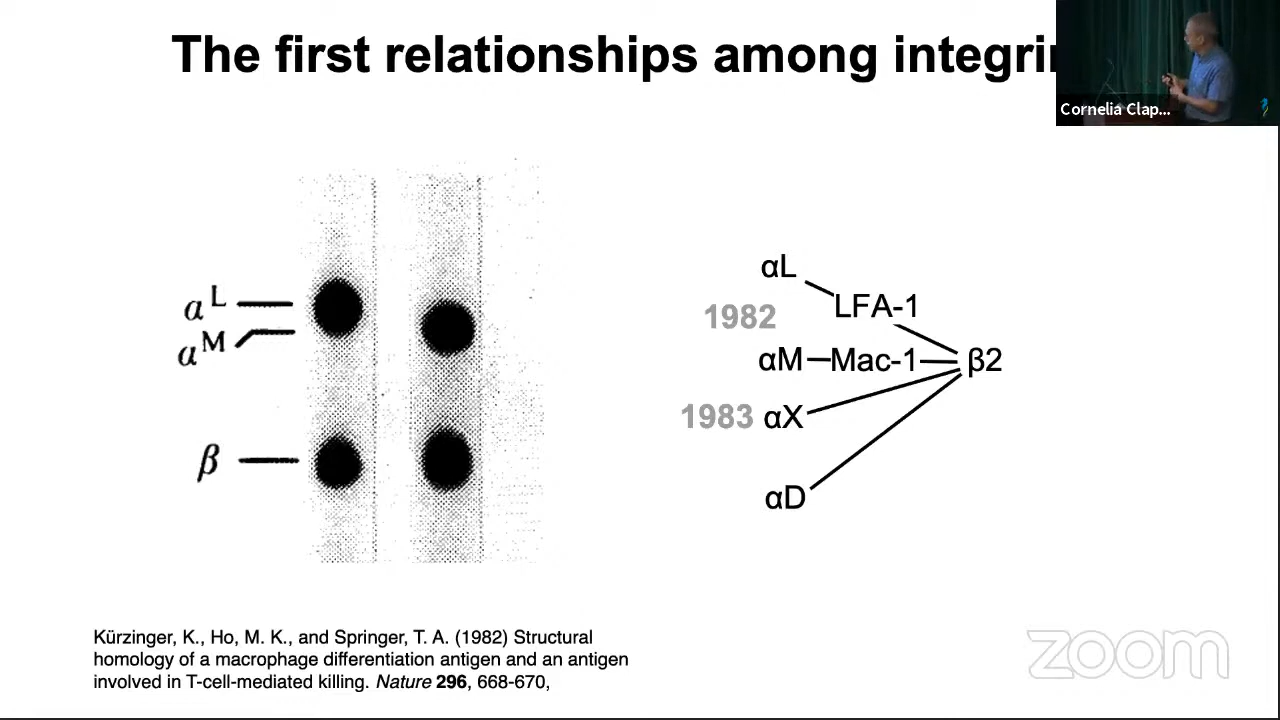 The first relationships among integrin
Cornelia Clap...
α L
α M
β
αL
LFA-1
1982
αM Mac-1 β2
1983 αX
αD
Kürzinger, K., Ho, M. K., and Springer, T. A. (1982) Structural
homology of a macrophage differentiation antigen and an antigen
involved in T-cell-mediated killing. Nature 296, 668-670,
zoom